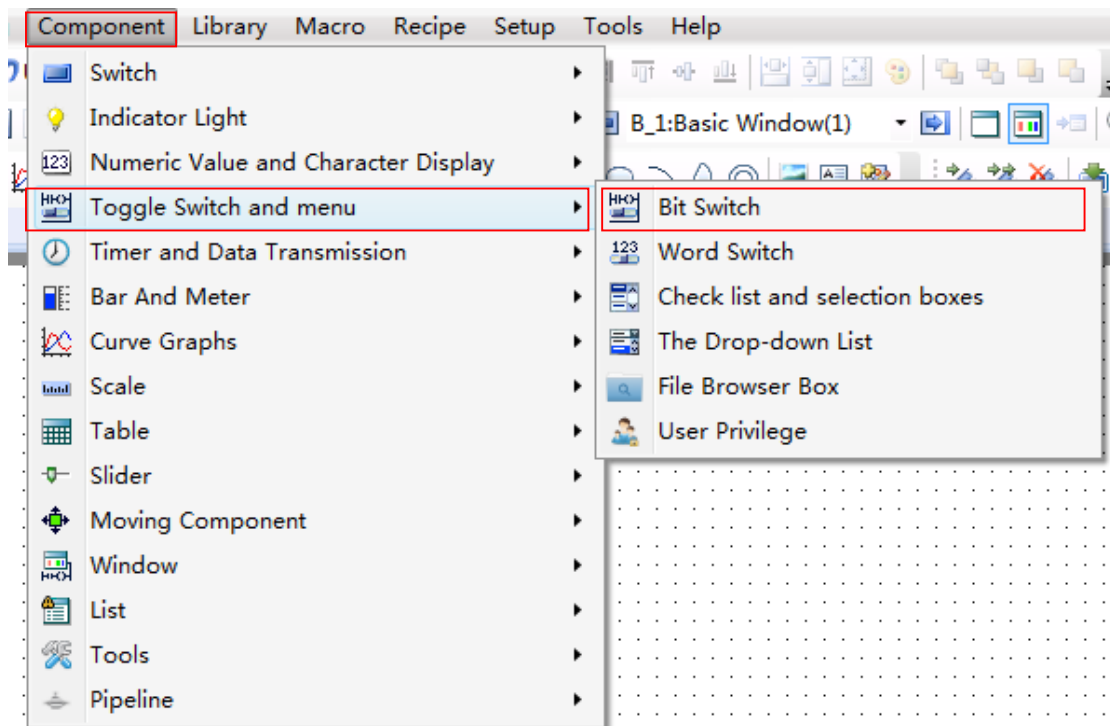 Component Library Macro Recipe Setup Tools Help
Switch
Indicator Light
B_1:Basic Window(1)
123 Numeric Value and Character Display
Toggle Switch and menu
Bit Switch
Timer and Data Transmission
123 Word Switch
Bar And Meter
Check list and selection boxes
Curve Graphs
The Drop-down List
Scale
File Browser Box
Table
User Privilege
Slider
Moving Component
Window
List
Tools
Pipeline